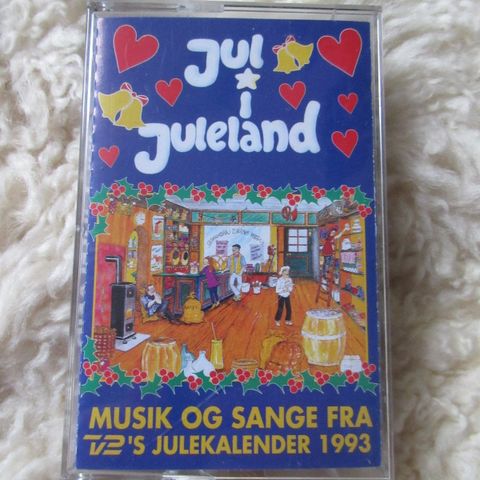 Jul
i
Juleland
MUSIK OG SANGE FRA
TV2'S JULEKALENDER 1993